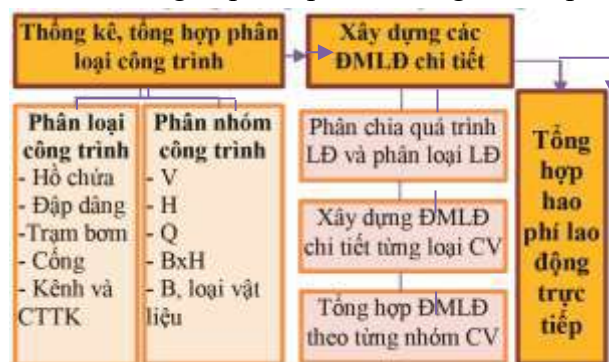 Thống kê, tổng hợp phân
loại công trình
Xây dựng các
ĐMLĐ chi tiết
Phân loại
công trình
- Hồ chứa
- Đập dâng
-Trạm bơm
- Cống
- Kênh và
CTTK
Phân nhóm
công trình
- V
- H
- Q
- BxH
- B, loại vật
liệu
Phân chia quá trình
LĐ và phân loại LĐ
Xây dựng ĐMLĐ
chi tiết từng loại CV
Tổng hợp ĐMLĐ
theo từng nhóm CV
Tổng
hợp
hao
phí lao
động
trực
tiếp